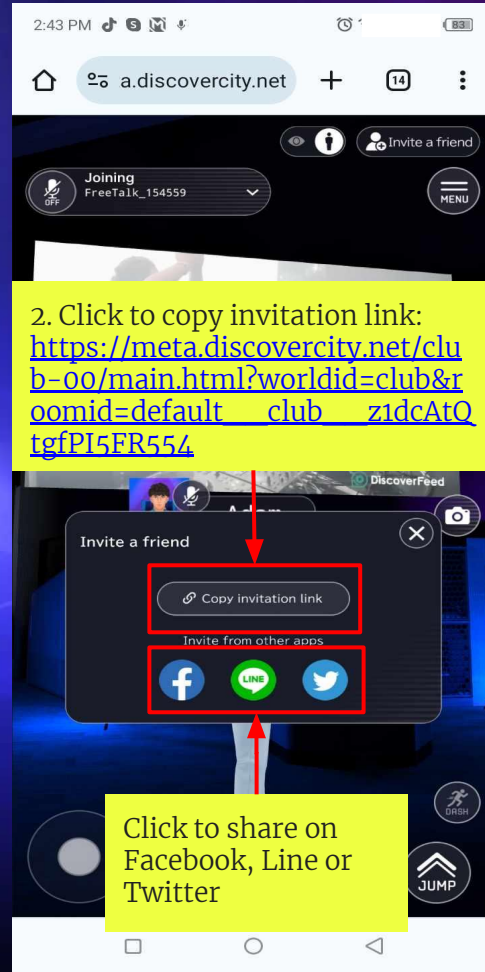 2:43 PM
83
a.discovercity.net
14
Invite a friend
Joining
FreeTalk_154559
OFF
MENU
2. Click to copy invitation link:
https://meta.discovercity.net/clu
b-00/main.html?worldid=club&r
oomid=default__club__z1dcAtQ
tgfPI5FR554
DiscoverFeed
Invite a friend
Copy invitation link
Invite from other apps
LINE
DASH
Click to share on
Facebook, Line or
Twitter
JUMP